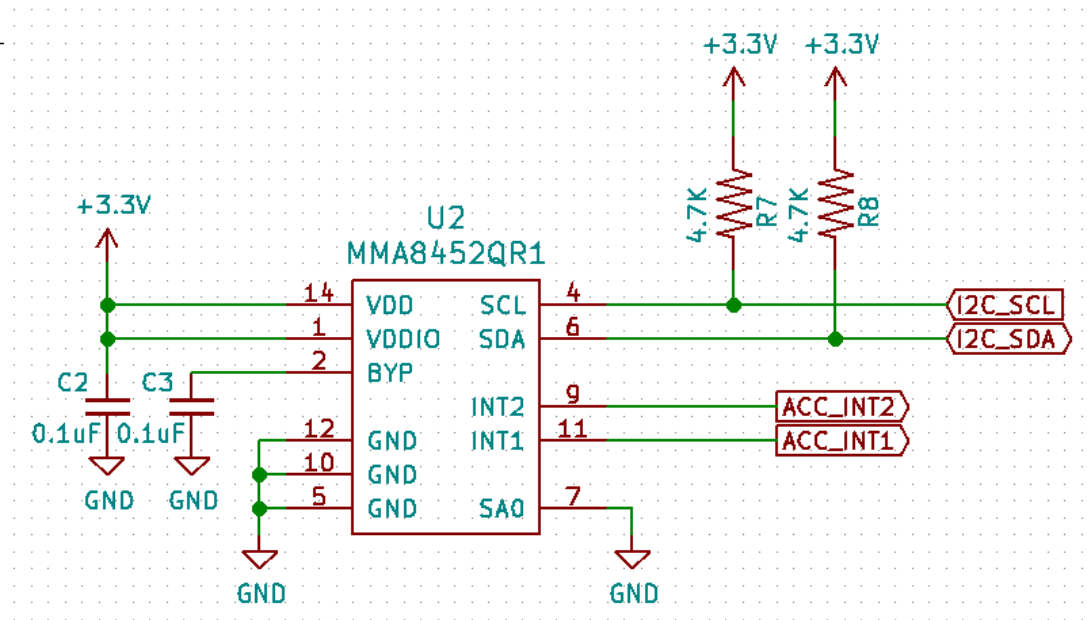 +3.3V +3.3V
4.7K R7 4.7K R8
+3.3V
U2
MMA8452QR1
14 VDD SCL 4 I2C_SCL
1 VDDIO SDA 6 I2C_SDA
2 BYP
C2 C3
INT2 9 ACC_INT2
0.1uF 0.1uF
12 GND INT1 11 ACC_INT1
10 GND
5 GND SA0 7
GND GND
GND GND